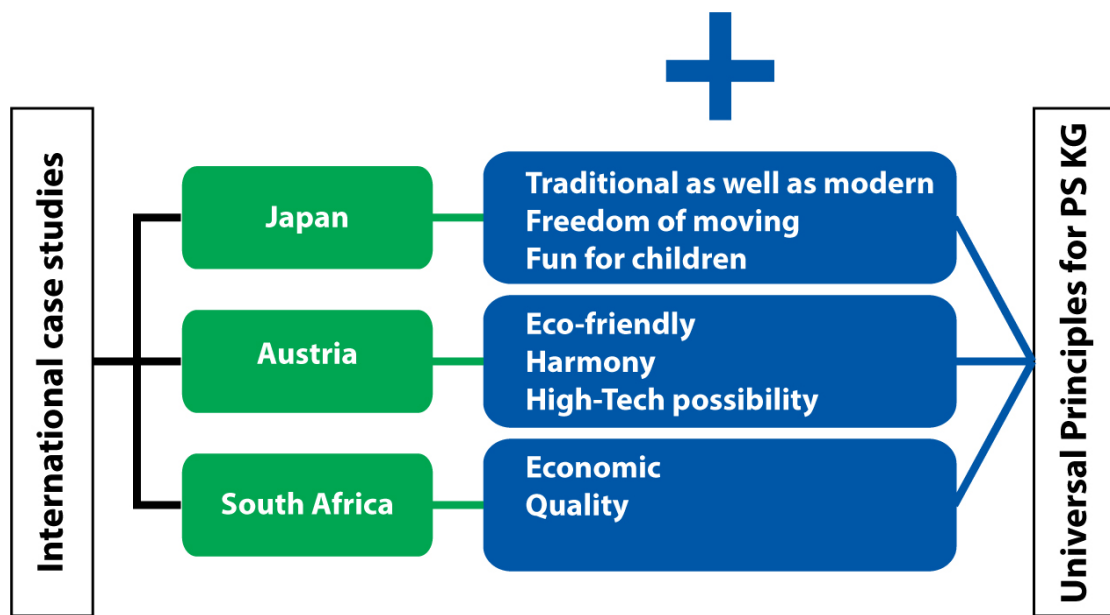 International case studies
Japan
Traditional as well as modern
Freedom of moving
Fun for children
Austria
Eco-friendly
Harmony
High-Tech possibility
South Africa
Economic
Quality
Universal Principles for PS KG